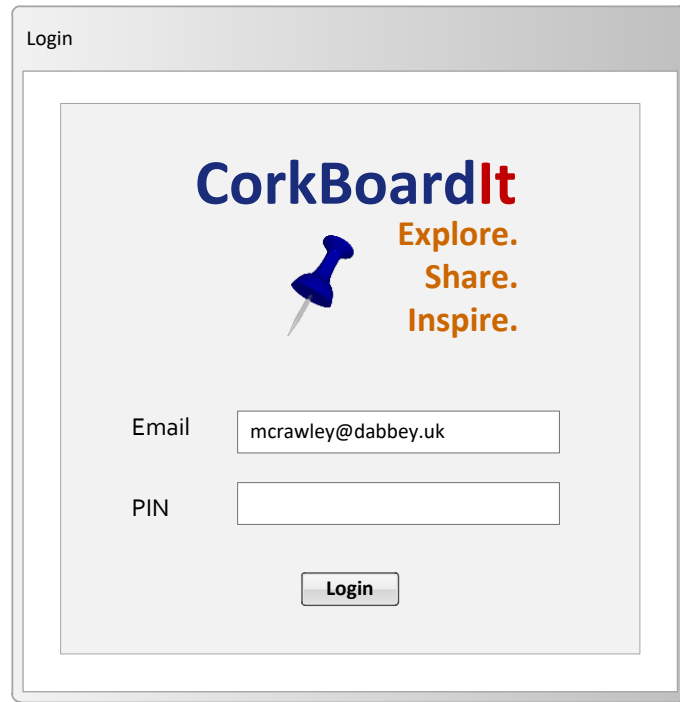 Login
CorkBoardIt
Explore.
Share.
Inspire.
Email mcrawley@dabbey.uk
PIN
Login